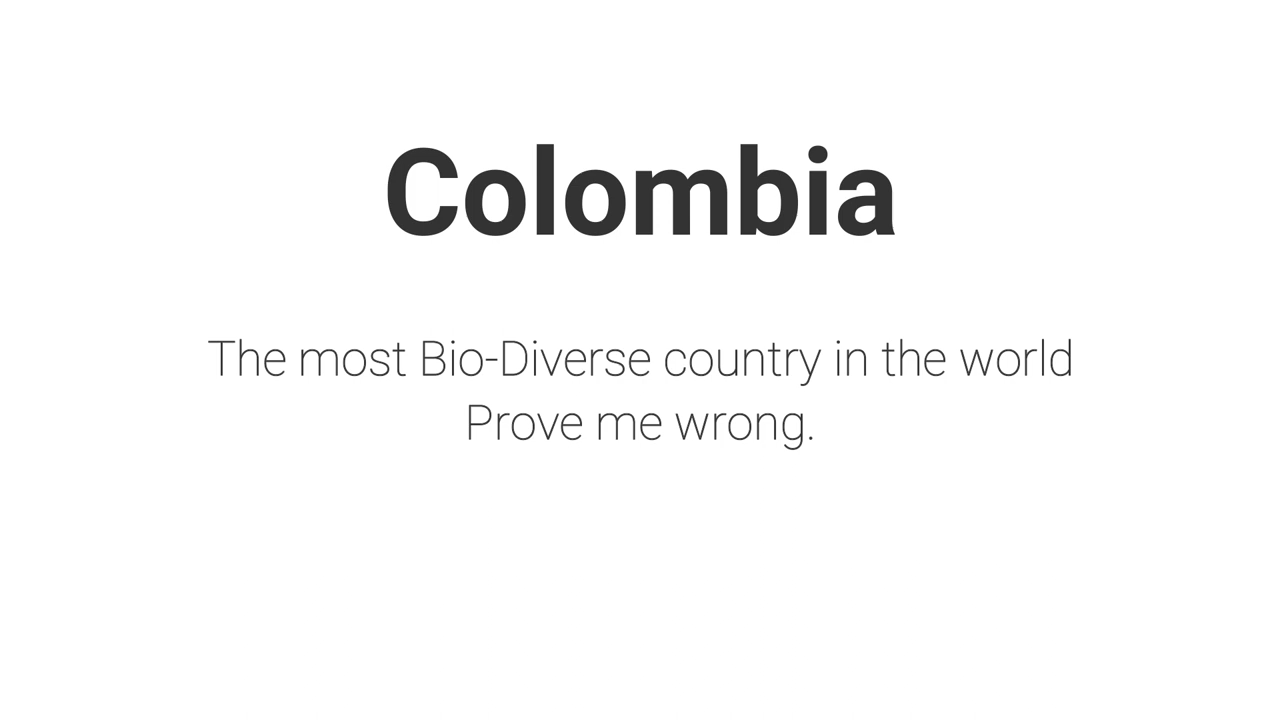 Colombia
The most Bio-Diverse country in the world
Prove me wrong.